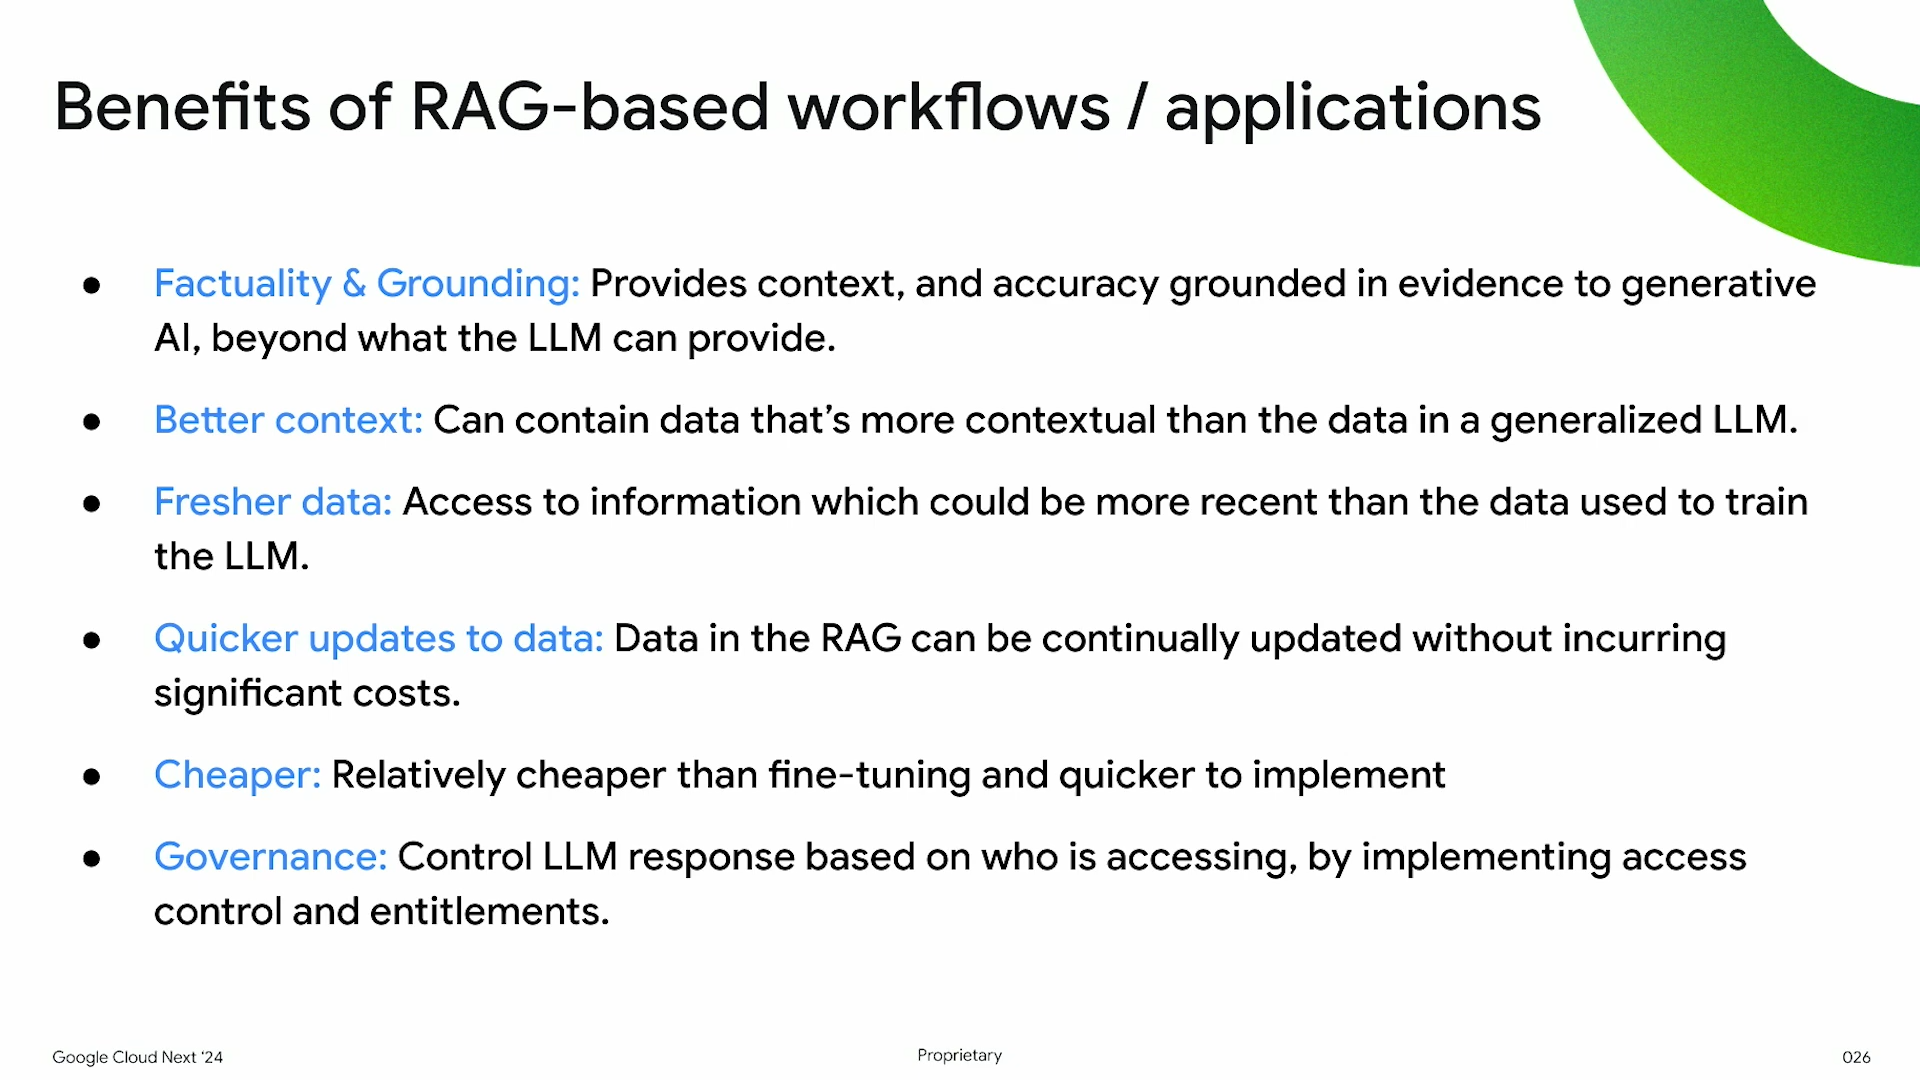 Benefits of RAG-based workflows / applications
● Factuality & Grounding: Provides context, and accuracy grounded in evidence to generative
AI, beyond what the LLM can provide.
● Better context: Can contain data that’s more contextual than the data in a generalized LLM.
● Fresher data: Access to information which could be more recent than the data used to train
the LLM.
● Quicker updates to data: Data in the RAG can be continually updated without incurring
significant costs.
● Cheaper: Relatively cheaper than fine-tuning and quicker to implement
● Governance: Control LLM response based on who is accessing, by implementing access
control and entitlements.
Google Cloud Next ‘24
Proprietary
026